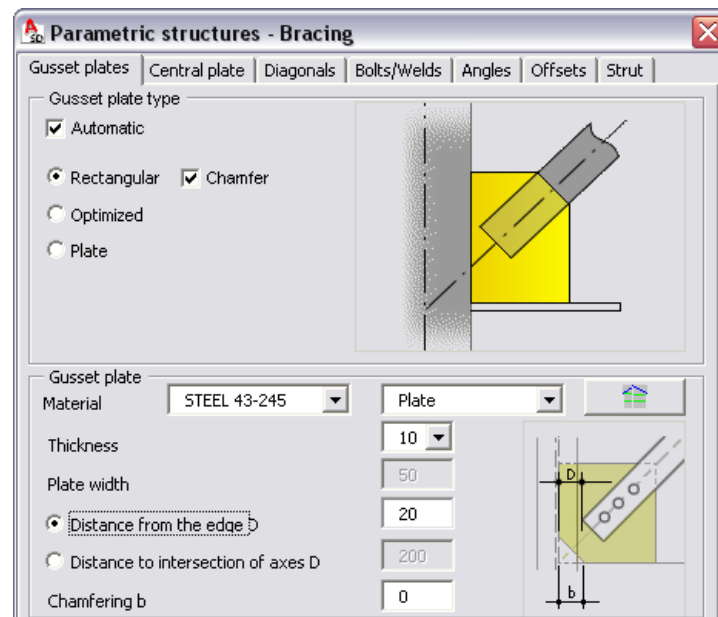 Parametric structures - Bracing
Gusset plates Central plate Diagonals Bolts/Welds Angles Offsets Strut
Gusset plate type
Automatic
Rectangular Chamfer
Optimized
Plate
Gusset plate
Material STEEL 43-245 Plate
Thickness 10
Plate width 50
Distance from the edge D 20
Distance to intersection of axes D 200
Chamfering b 0
D
b